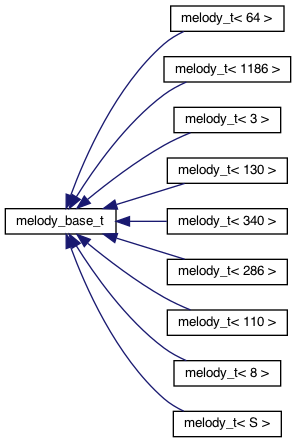 melody_t< 64 >
melody_t< 1186 >
melody_t< 3 >
melody_t< 130 >
melody_base_t
melody_t< 340 >
melody_t< 286 >
melody_t< 110 >
melody_t< 8 >
melody_t< S >